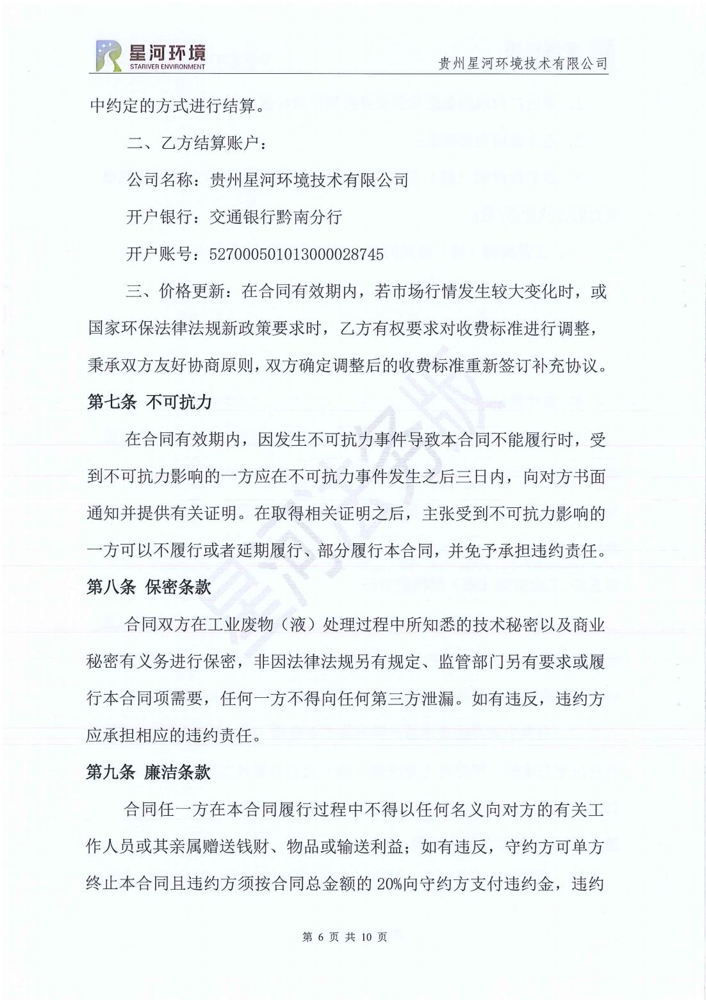 星河环境
STARIVER ENVIRONMENT
贵州星河环境技术有限公司
中约定的方式进行结算。
二、乙方结算账户：
公司名称：贵州星河环境技术有限公司
开户银行：交通银行黔南分行
开户账号：527000501013000028745
三、价格更新：在合同有效期内，若市场行情发生较大变化时，或
国家环保法律法规新政策要求时，乙方有权要求对收费标准进行调整，
秉承双方友好协商原则，双方确定调整后的收费标准重新签订补充协议。
第七条 不可抗力
在合同有效期内，因发生不可抗力事件导致本合同不能履行时，受
到不可抗力影响的一方应在不可抗力事件发生之后三日内，向对方书面
通知并提供有关证明。在取得相关证明之后，主张受到不可抗力影响的
一方可以不履行或者延期履行、部分履行本合同，并免予承担违约责任。
第八条 保密条款
合同双方在工业废物（液）处理过程中所知悉的技术秘密以及商业
秘密有义务进行保密，非因法律法规另有规定、监管部门另有要求或履
行本合同项需要，任何一方不得向任何第三方泄漏。如有违反，违约方
应承担相应的违约责任。
第九条 廉洁条款
合同任一方在本合同履行过程中不得以任何名义向对方的有关工
作人员或其亲属赠送钱财、物品或输送利益；如有违反，守约方可单方
终止本合同且违约方须按合同总金额的 20%向守约方支付违约金，违约
第 6 页 共 10 页
星河法务版